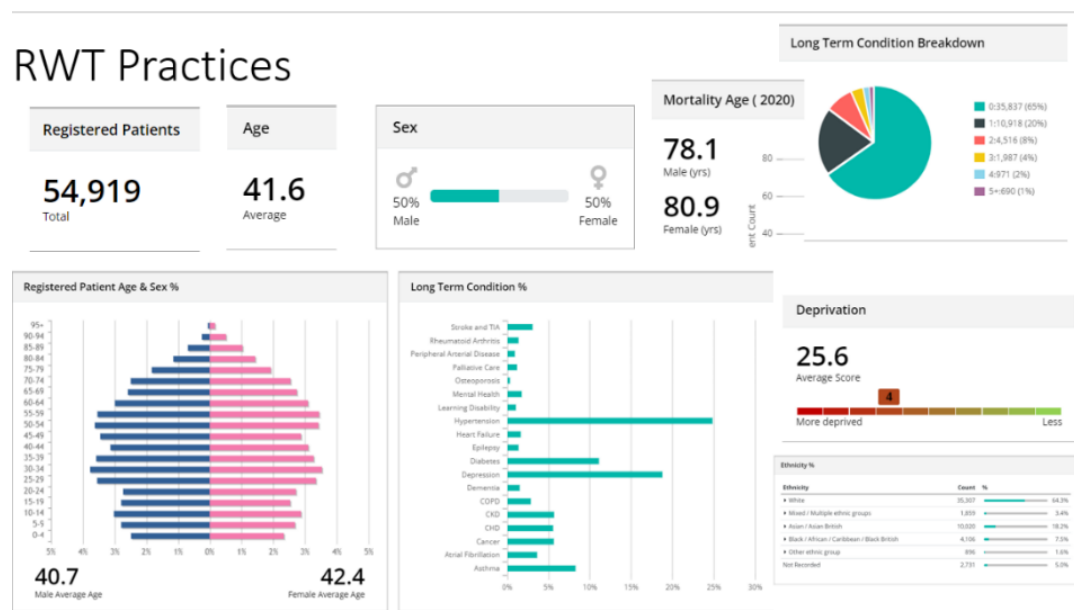 RWT Practices
Registered Patients
54,919
Total
Age
41.6
Average
Sex
50%
Male
50%
Female
Mortality Age ( 2020)
78.1
Male (yrs)
80.9
Female (yrs)
80
60
40
ent Count
Long Term Condition Breakdown
0:35,837 (65%)
1:10,918 (20%)
2:4,516 (8%)
3:1,987 (4%)
4:971 (2%)
5+:690 (1%)
Registered Patient Age & Sex %
95+
90-94
85-89
80-84
75-79
70-74
65-69
60-64
55-59
50-54
45-49
40-44
35-39
30-34
25-29
20-24
15-19
10-14
5-9
0-4
5% 4% 3% 2% 1% 0% 1% 2% 3% 4% 5%
40.7
Male Average Age
42.4
Female Average Age
Long Term Condition %
Stroke and TIA
Rheumatoid Arthritis
Peripheral Arterial Disease
Palliative Care
Osteoporosis
Mental Health
Learning Disability
Hypertension
Heart Failure
Epilepsy
Diabetes
Depression
Dementia
COPD
CKD
CHD
Cancer
Atrial Fibrillation
Asthma
0% 5% 10% 15% 20% 25% 30%
Deprivation
25.6
Average Score
4
More deprived Less
Ethnicity %
Ethnicity Count %
White 35,307 64.3%
Mixed / Multiple ethnic groups 1,859 3.4%
Asian / Asian British 10,020 18.2%
Black / African / Caribbean / Black British 4,106 7.5%
Other ethnic group 896 1.6%
Not Recorded 2,731 5.0%